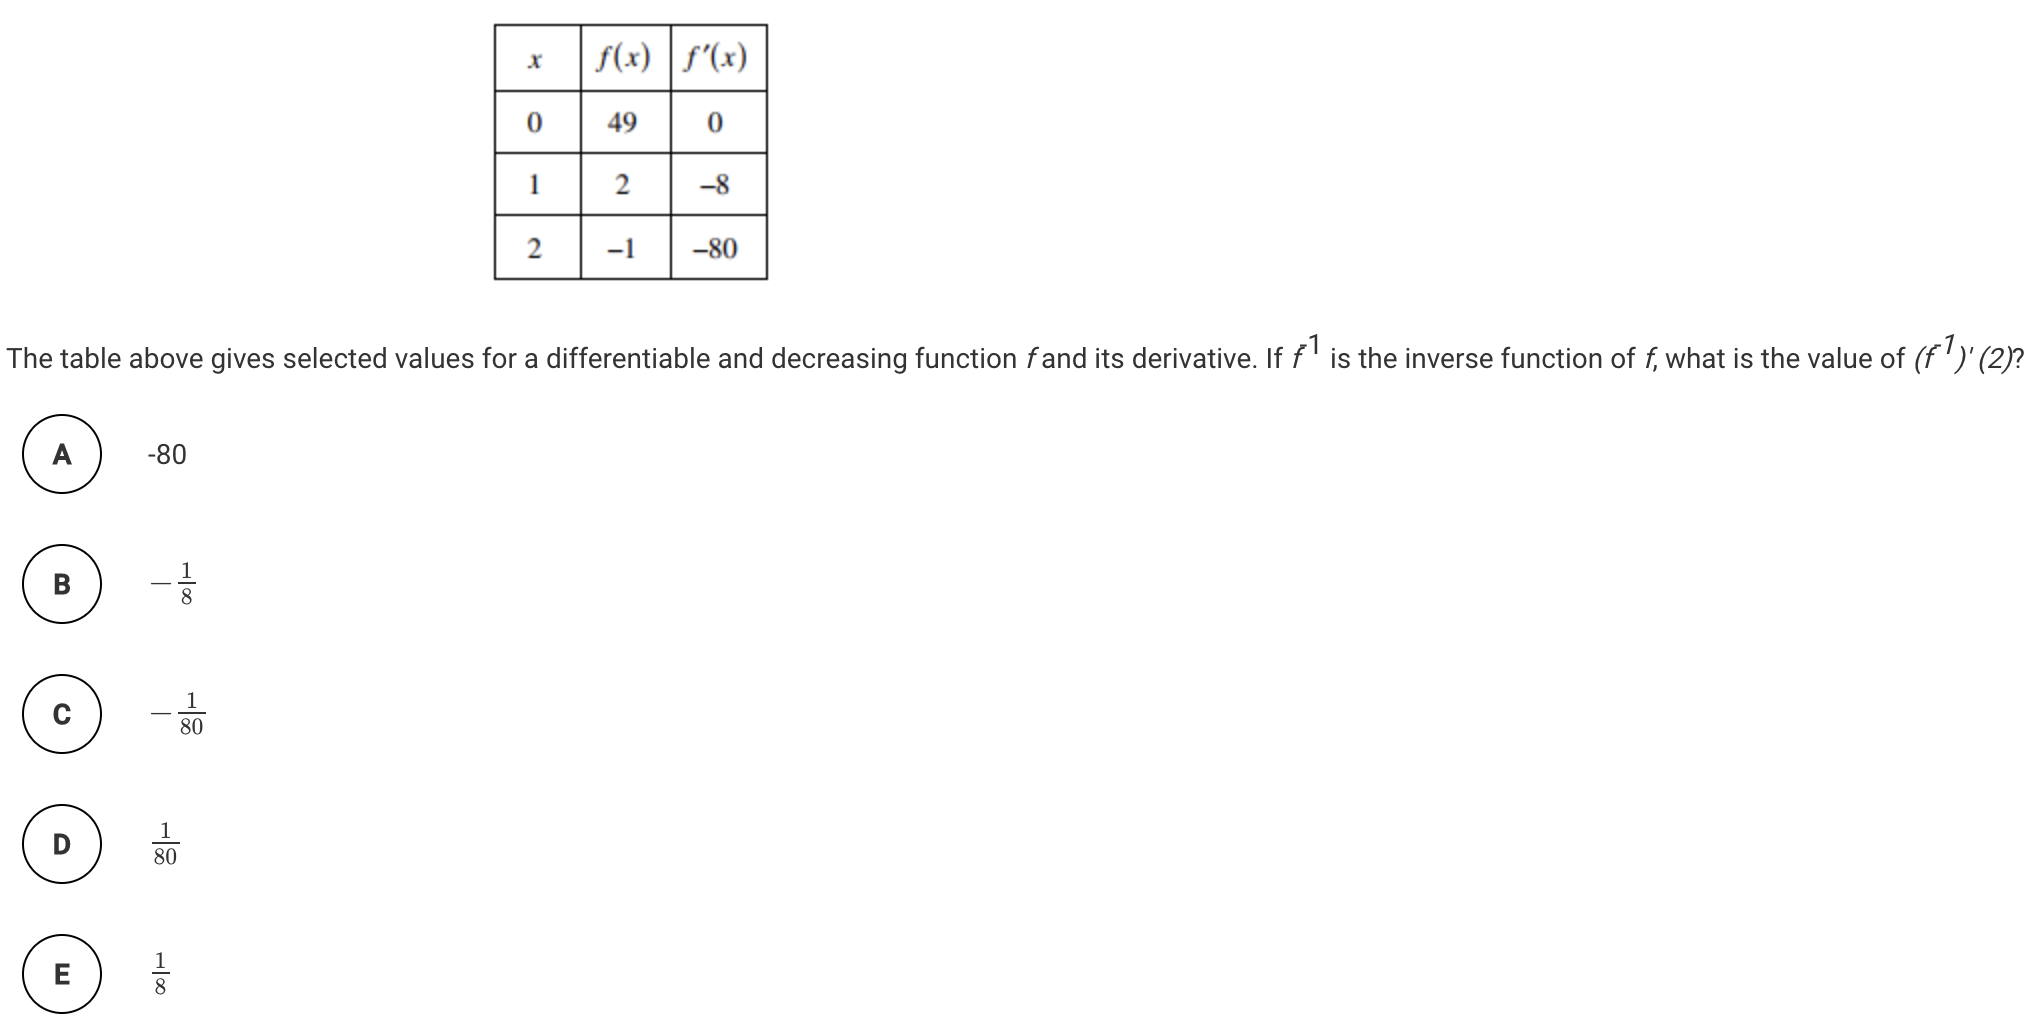 x f(x) f'(x)
0 49 0
1 2 –8
2 –1 –80
The table above gives selected values for a differentiable and decreasing function f and its derivative. If f⁻¹ is the inverse function of f, what is the value of (f⁻¹)' (2)?
A -80
B −1/8
C −1/80
D 1/80
E 1/8